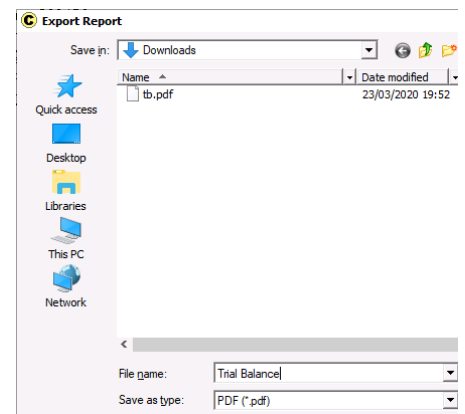 Export Report
Save in: Downloads
Name Date modified
tb.pdf 23/03/2020 19:52
Quick access
Desktop
Libraries
This PC
Network
File name: Trial Balance
Save as type: PDF (*.pdf)